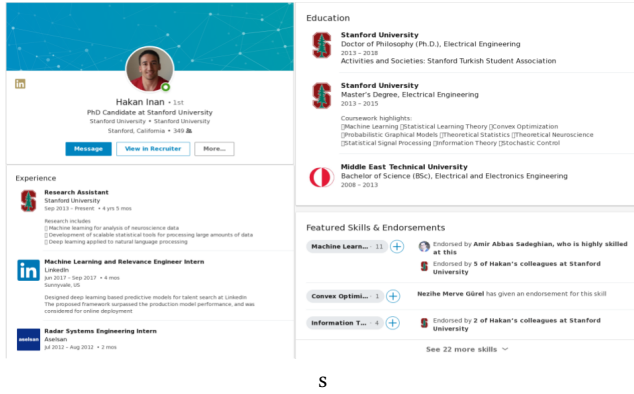 in
Hakan Inan • 1st
PhD Candidate at Stanford University
Stanford University • Stanford University
Stanford, California • 349
Message
View in Recruiter
More...
Experience
Research Assistant
Stanford University
Sep 2013 – Present • 4 yrs 5 mos
Research includes
Machine learning for analysis of neuroscience data
Development of scalable statistical tools for processing large amounts of data
Deep learning applied to natural language processing
in
Machine Learning and Relevance Engineer Intern
LinkedIn
Jun 2017 – Sep 2017 • 4 mos
Sunnyvale, US
Designed deep learning based predictive models for talent search at LinkedIn
The proposed framework surpassed the production model performance, and was
considered for online deployment
aselsan
Radar Systems Engineering Intern
Aselsan
Jul 2012 – Aug 2012 • 2 mos
Education
Stanford University
Doctor of Philosophy (Ph.D.), Electrical Engineering
2013 – 2018
Activities and Societies: Stanford Turkish Student Association
Stanford University
Master's Degree, Electrical Engineering
2013 – 2015
Coursework highlights:
Machine Learning Statistical Learning Theory Convex Optimization
Probabilistic Graphical Models Theoretical Statistics Theoretical Neuroscience
Statistical Signal Processing Information Theory Stochastic Control
Middle East Technical University
Bachelor of Science (BSc), Electrical and Electronics Engineering
2008 – 2013
Featured Skills & Endorsements
Machine Learn... · 11
Endorsed by Amir Abbas Sadeghian, who is highly skilled
at this
Endorsed by 5 of Hakan's colleagues at Stanford
University
Convex Optimi... · 1
Nezihe Merve Gürel has given an endorsement for this skill
Information T... · 4
Endorsed by 2 of Hakan's colleagues at Stanford
University
See 22 more skills
s